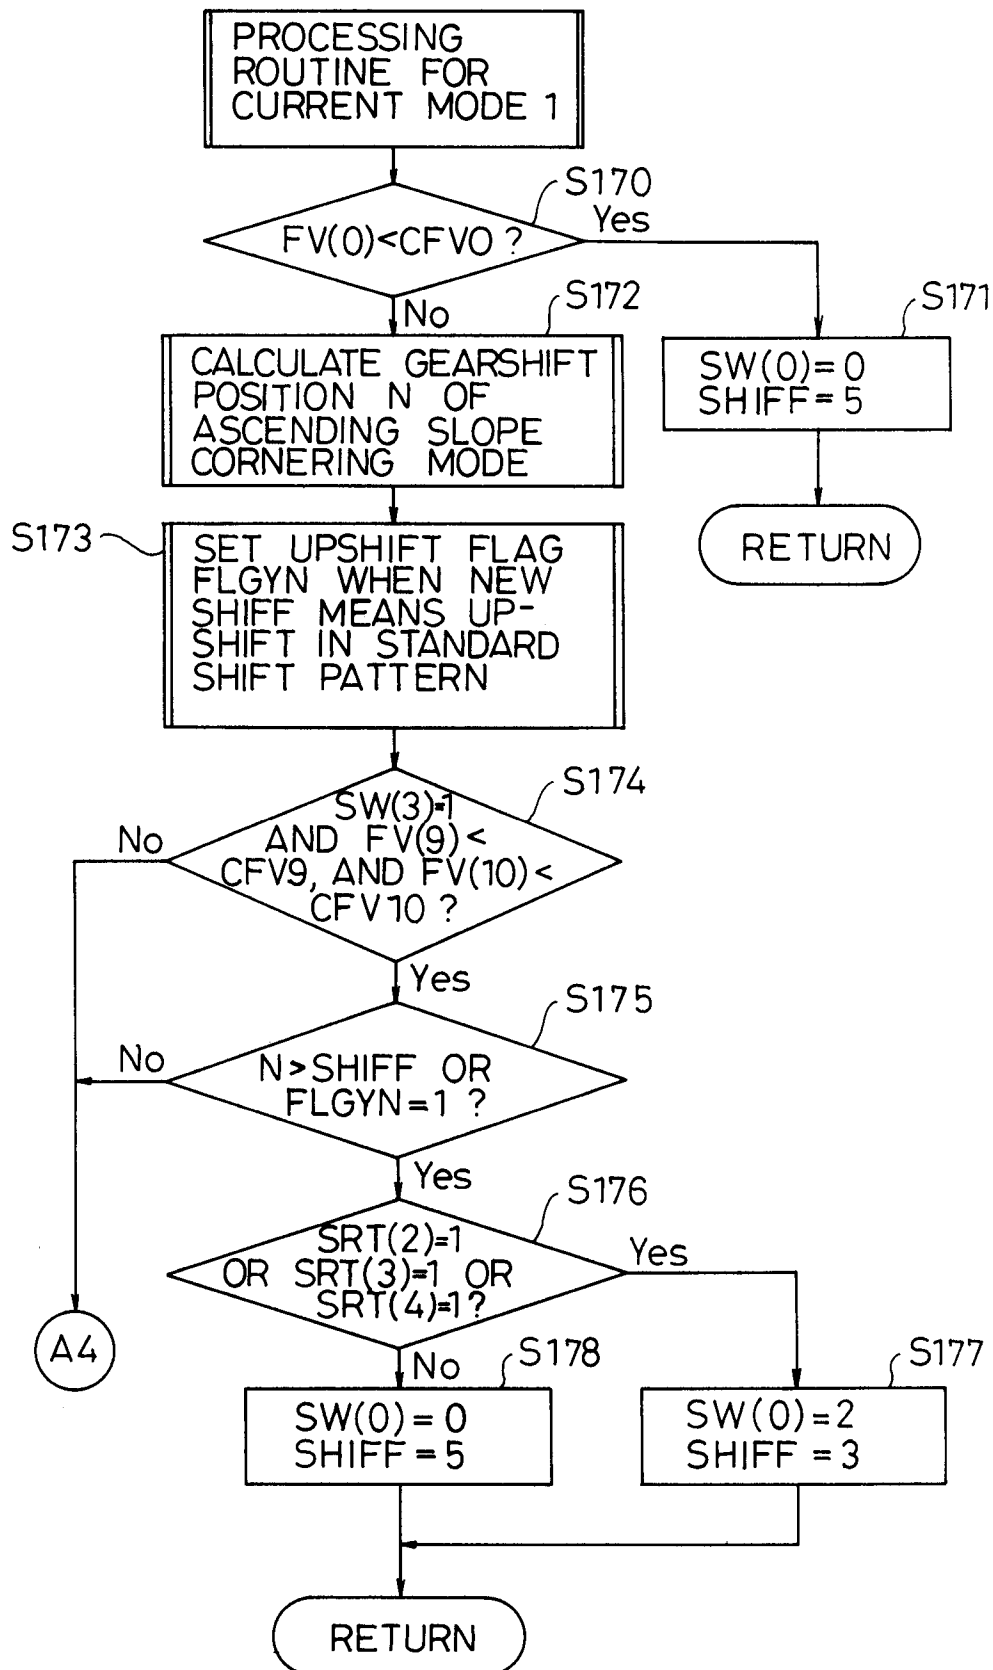 PROCESSING
ROUTINE FOR
CURRENT MODE 1
S170
FV(0)<CFV0 ?
Yes
No
S171
SW(0)=0
SHIFF=5
RETURN
S172
CALCULATE GEARSHIFT
POSITION N OF
ASCENDING SLOPE
CORNERING MODE
S173
SET UPSHIFT FLAG
FLGYN WHEN NEW
SHIFF MEANS UP-
SHIFT IN STANDARD
SHIFT PATTERN
S174
SW(3)=1
AND FV(9)<
CFV9, AND FV(10)<
CFV10 ?
No
Yes
S175
N>SHIFF OR
FLGYN=1 ?
No
Yes
S176
SRT(2)=1
OR SRT(3)=1 OR
SRT(4)=1?
Yes
No
A4
S178
SW(0)=0
SHIFF=5
S177
SW(0)=2
SHIFF=3
RETURN